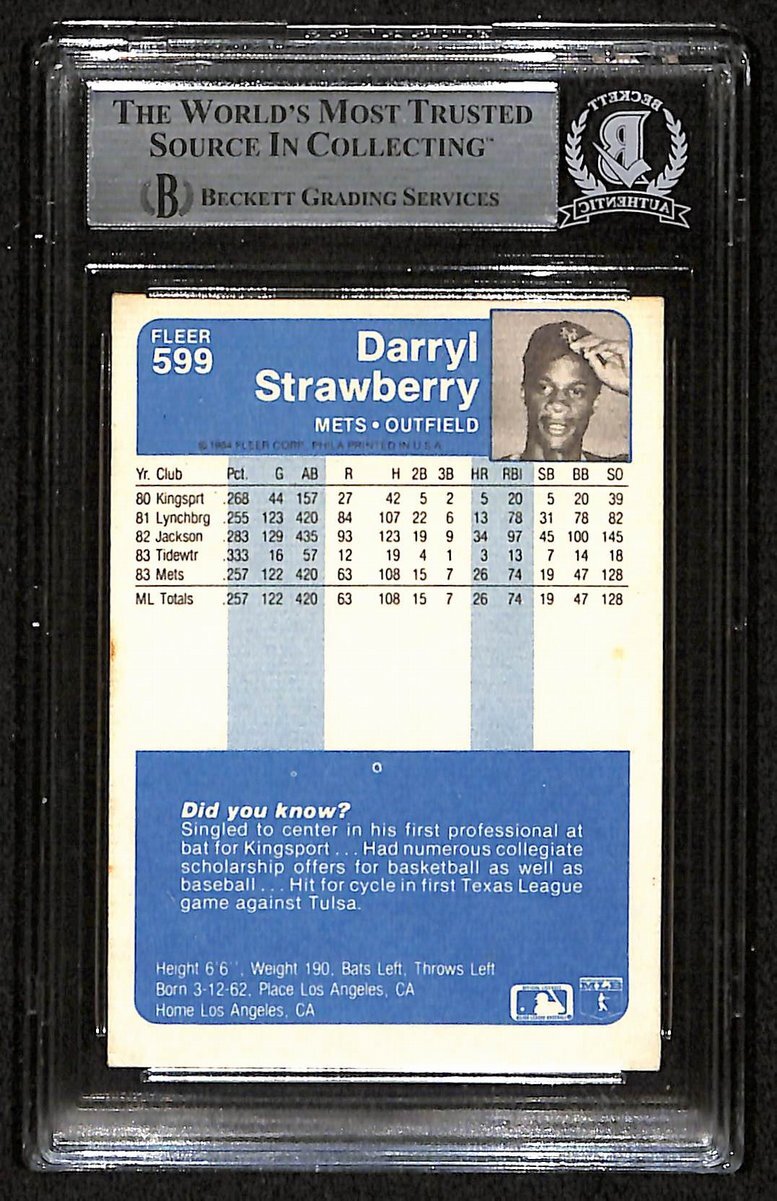 THE WORLD'S MOST TRUSTED
SOURCE IN COLLECTING™
B BECKETT GRADING SERVICES
BECKETT
B
AUTHENTIC
FLEER
599
Darryl
Strawberry
METS • OUTFIELD
© 1984 FLEER CORP. PHILA PRINTED IN U.S.A.
Yr. Club Pct. G AB R H 2B 3B HR RBI SB BB SO
80 Kingsprt .268 44 157 27 42 5 2 5 20 5 20 39
81 Lynchbrg .255 123 420 84 107 22 6 13 78 31 78 82
82 Jackson .283 129 435 93 123 19 9 34 97 45 100 145
83 Tidewtr .333 16 57 12 19 4 1 3 13 7 14 18
83 Mets .257 122 420 63 108 15 7 26 74 19 47 128
ML Totals .257 122 420 63 108 15 7 26 74 19 47 128
Did you know?
Singled to center in his first professional at
bat for Kingsport . . . Had numerous collegiate
scholarship offers for basketball as well as
baseball . . . Hit for cycle in first Texas League
game against Tulsa.
Height 6'6", Weight 190, Bats Left, Throws Left
Born 3-12-62, Place Los Angeles, CA
Home Los Angeles, CA